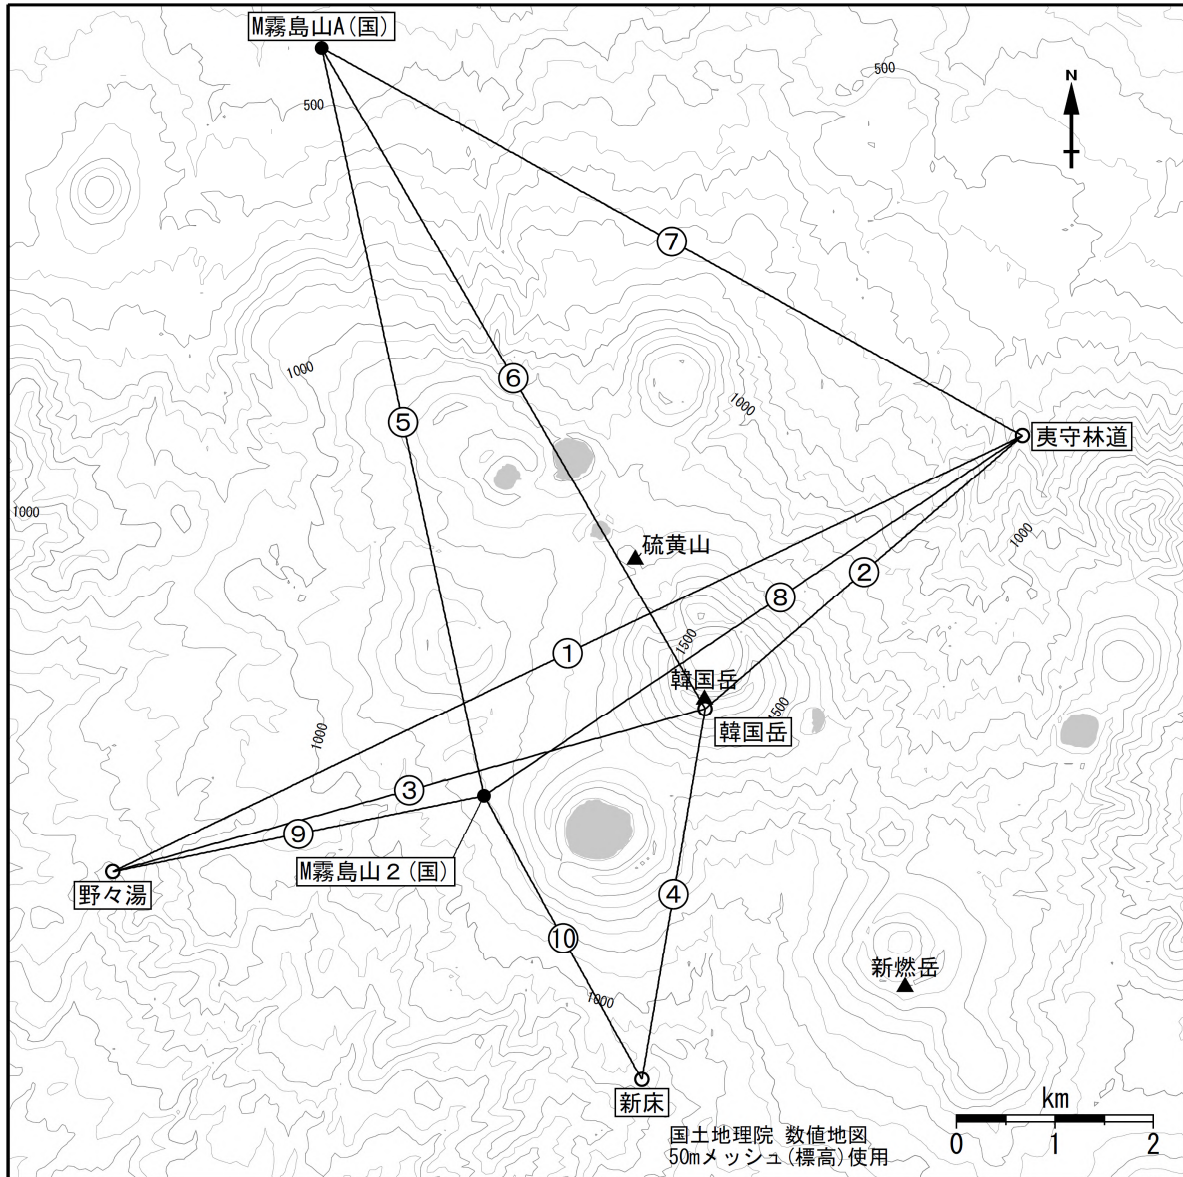 M霧島山A(国)
500
500
N
⑦
1000
⑥
1000
⑤
夷守林道
1000
1000
硫黄山
②
⑧
1500
①
韓国岳
1500
韓国岳
1000
③
⑨
M霧島山2(国)
野々湯
④
⑩
新燃岳
1000
新床
km
国土地理院 数値地図
50mメッシュ(標高)使用
0 1 2